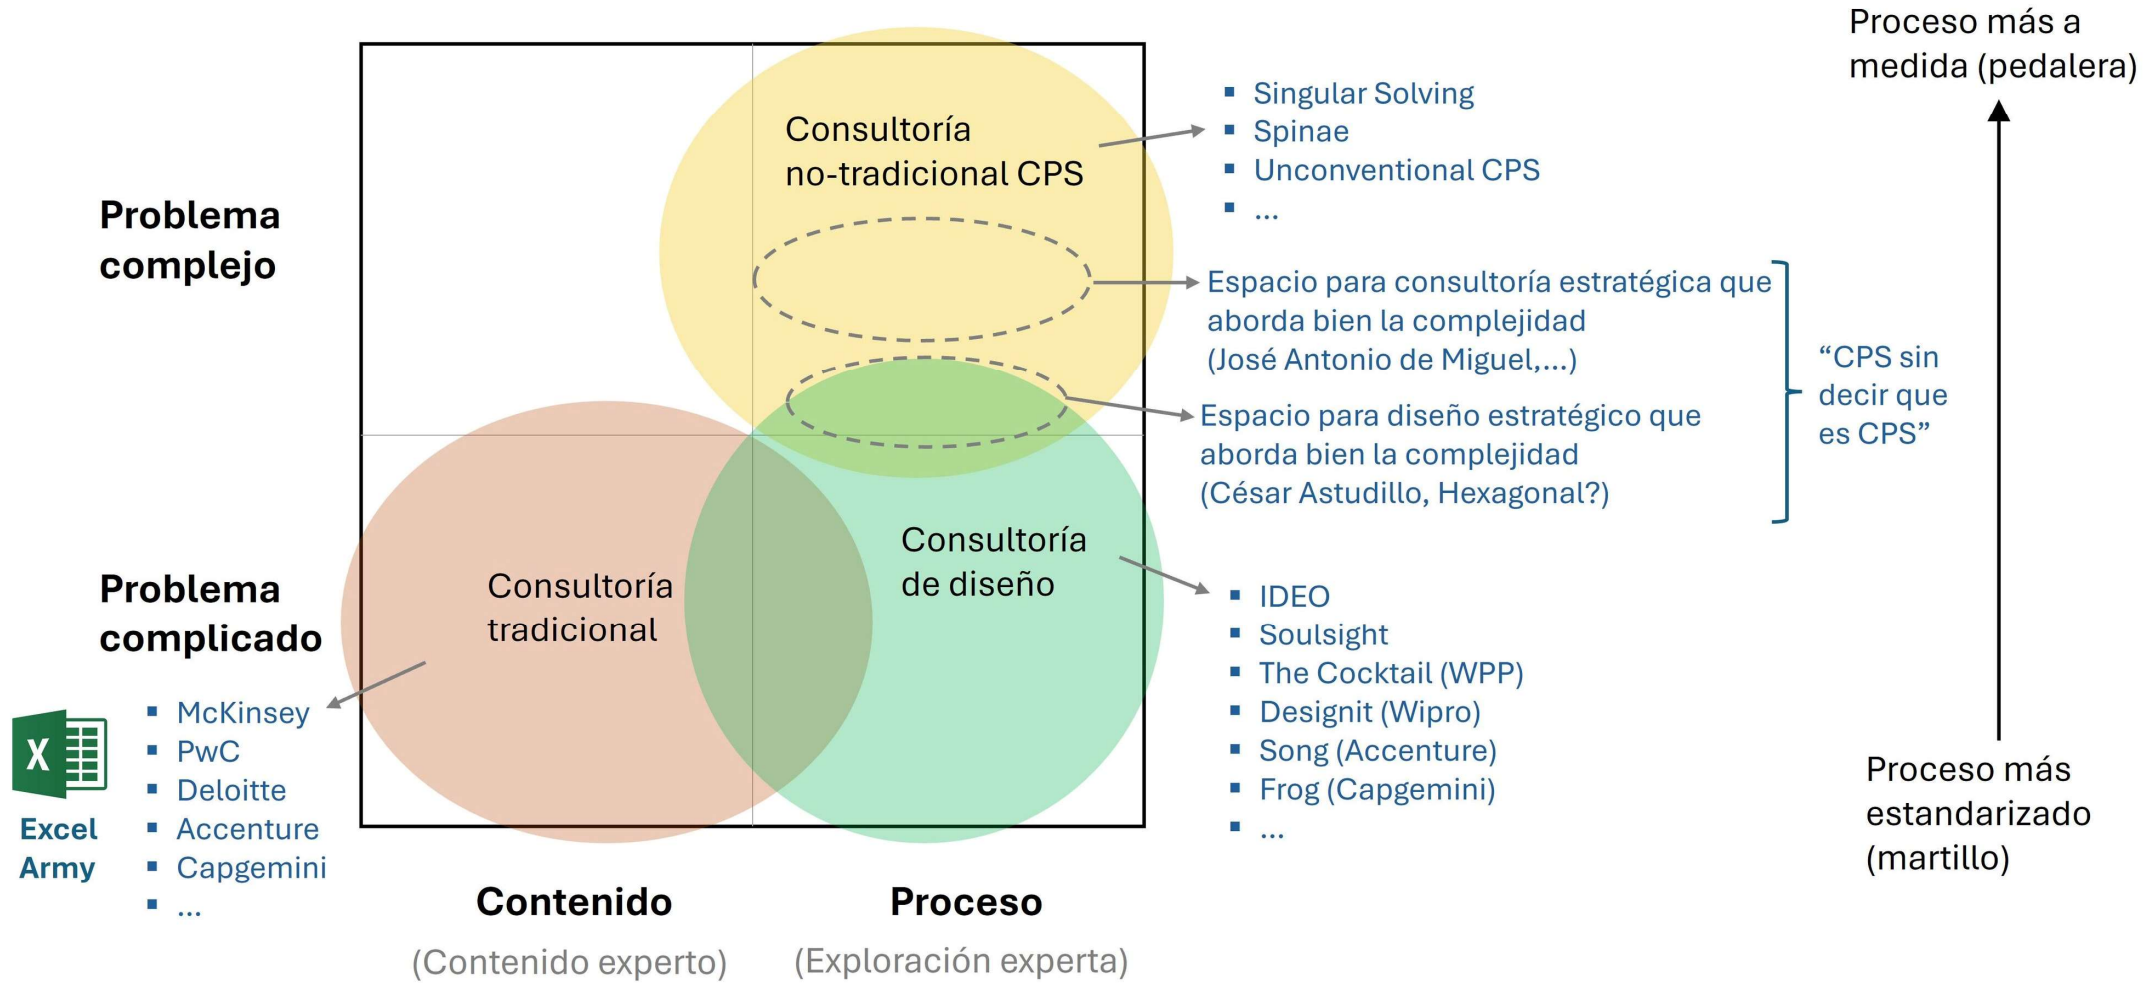 Proceso más a
medida (pedalera)
Consultoría
no-tradicional CPS
▪ Singular Solving
▪ Spinae
▪ Unconventional CPS
▪ ...
Problema
complejo
Espacio para consultoría estratégica que
aborda bien la complejidad
(José Antonio de Miguel,...)
“CPS sin
decir que
es CPS”
Espacio para diseño estratégico que
aborda bien la complejidad
(César Astudillo, Hexagonal?)
Problema
complicado
Consultoría
tradicional
Consultoría
de diseño
▪ IDEO
▪ Soulsight
▪ The Cocktail (WPP)
▪ Designit (Wipro)
▪ Song (Accenture)
▪ Frog (Capgemini)
▪ ...
X
Excel
Army
▪ McKinsey
▪ PwC
▪ Deloitte
▪ Accenture
▪ Capgemini
▪ ...
Proceso más
estandarizado
(martillo)
Contenido
(Contenido experto)
Proceso
(Exploración experta)